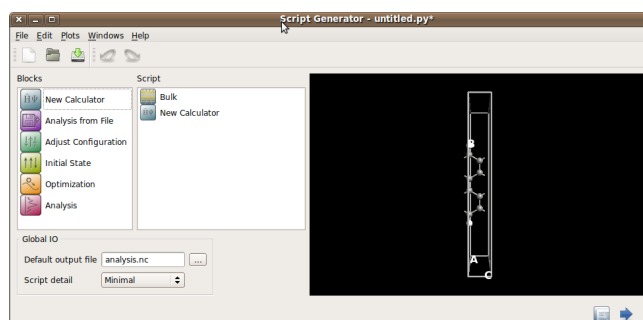 Script Generator - untitled.py*
File Edit Plots Windows Help
Blocks
Script
New Calculator
Analysis from File
Adjust Configuration
Initial State
Optimization
Analysis
Bulk
New Calculator
B
A
C
Global IO
Default output file analysis.nc ...
Script detail Minimal